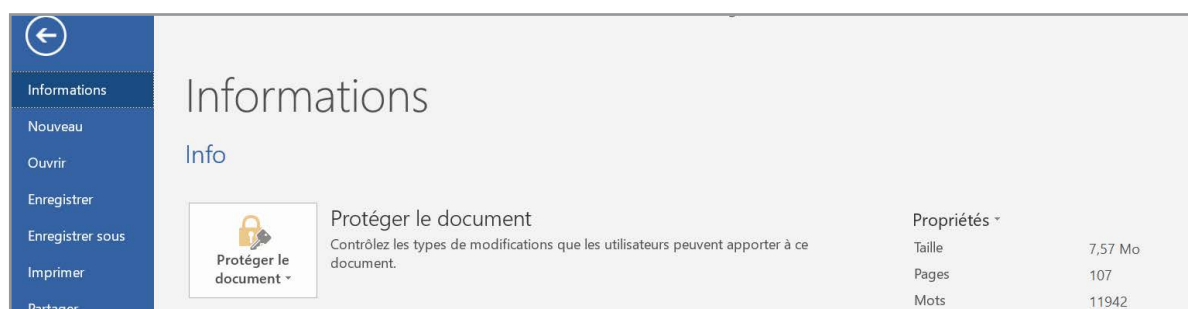 Informations
Nouveau
Ouvrir
Enregistrer
Enregistrer sous
Imprimer
Partager
Informations
Info
Protéger le
document
Protéger le document
Contrôlez les types de modifications que les utilisateurs peuvent apporter à ce
document.
Propriétés
Taille 7,57 Mo
Pages 107
Mots 11942